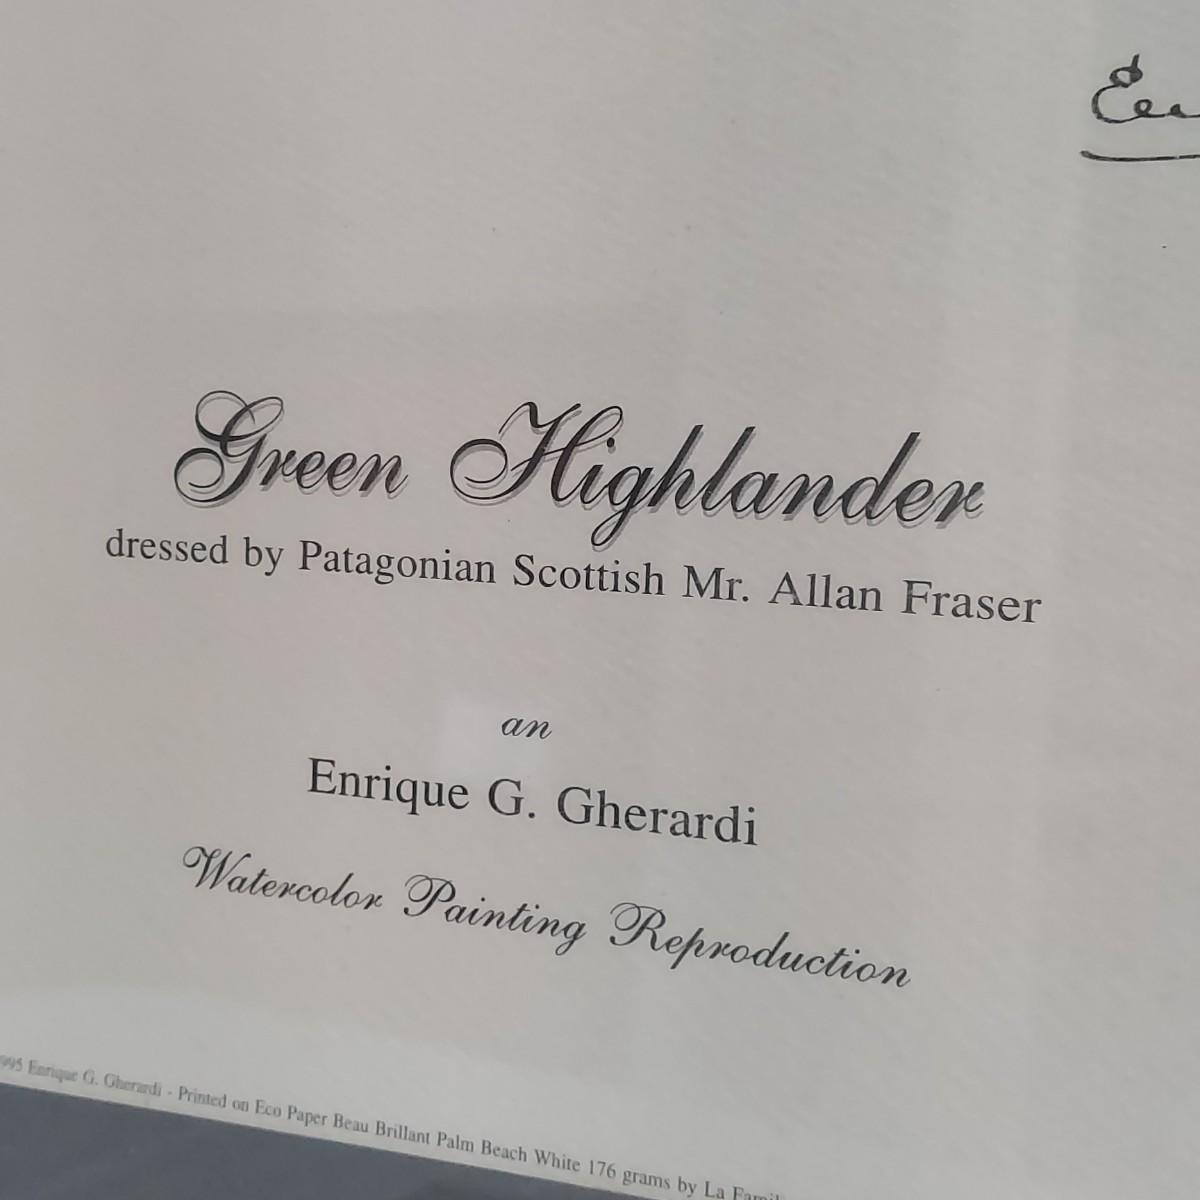 Green Highlander
dressed by Patagonian Scottish Mr. Allan Fraser
an
Enrique G. Gherardi
Watercolor Painting Reproduction
995 Enrique G. Gherardi - Printed on Eco Paper Beau Brillant Palm Beach White 176 grams by La